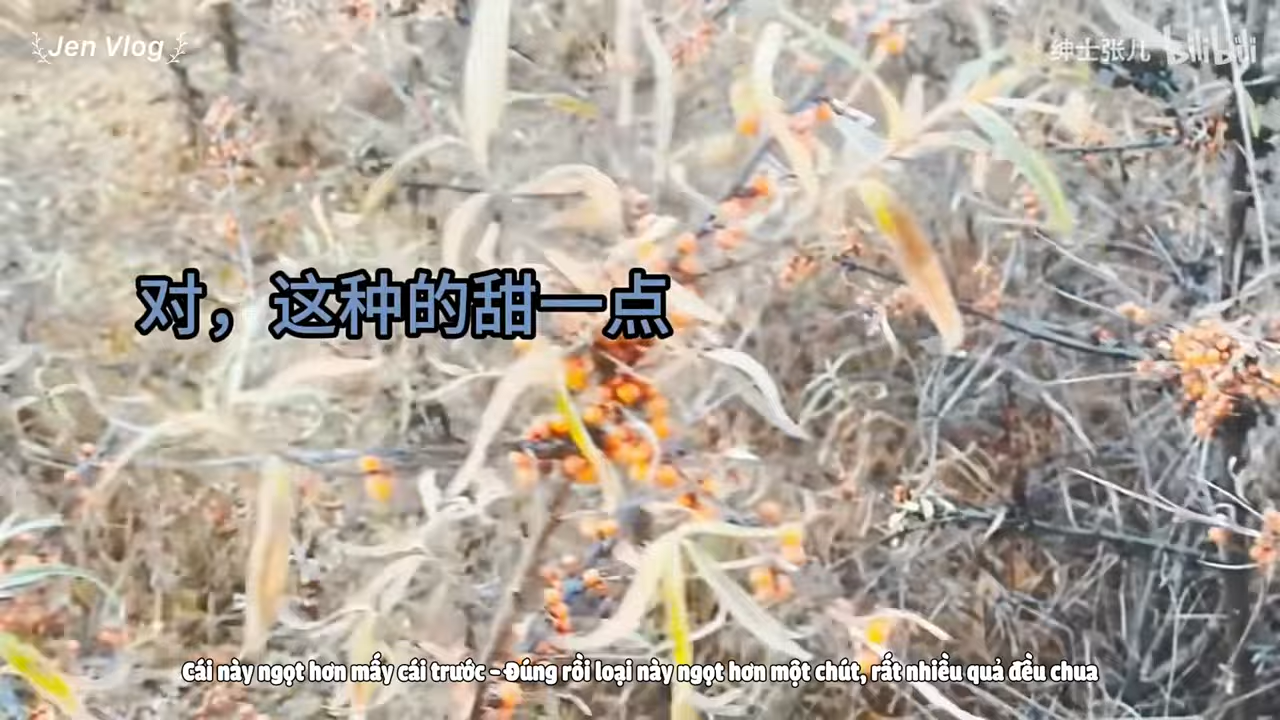 Jen Vlog
绅士张儿 bilibili
对，这种的甜一点
Cái này ngọt hơn mấy cái trước - Đúng rồi loại này ngọt hơn một chút, rất nhiều quả đều chua